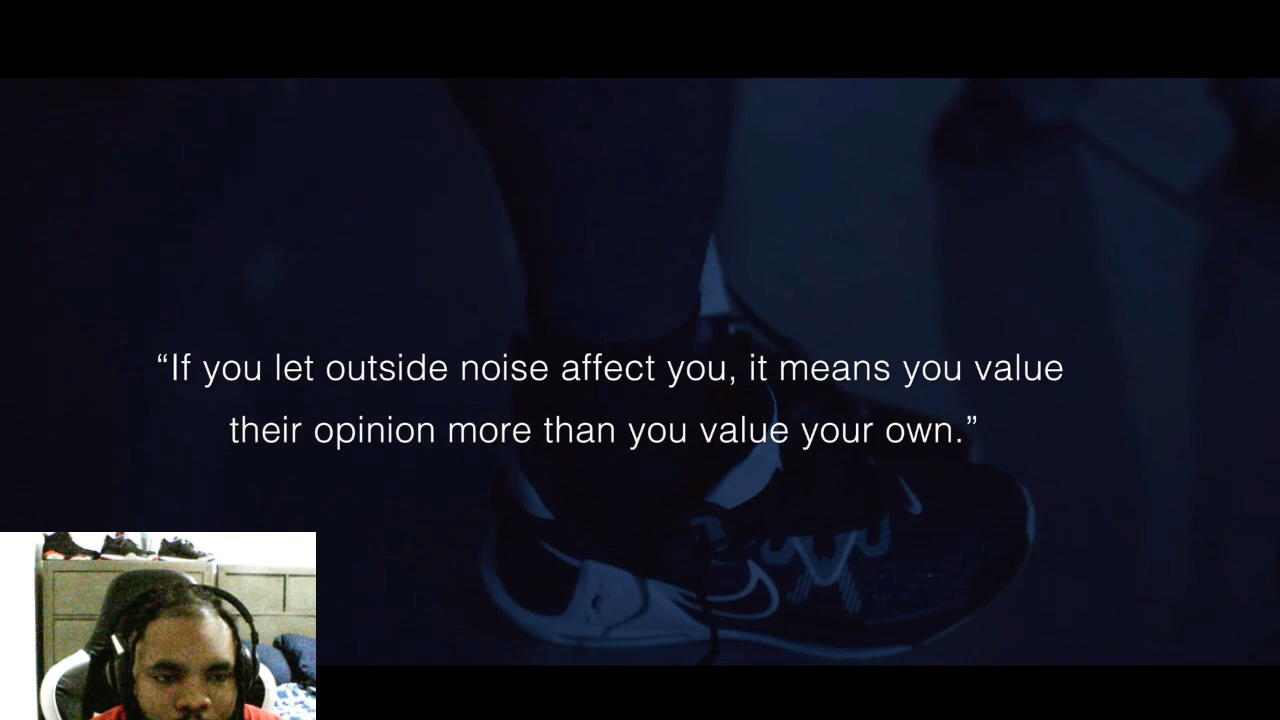 “If you let outside noise affect you, it means you value
their opinion more than you value your own.”